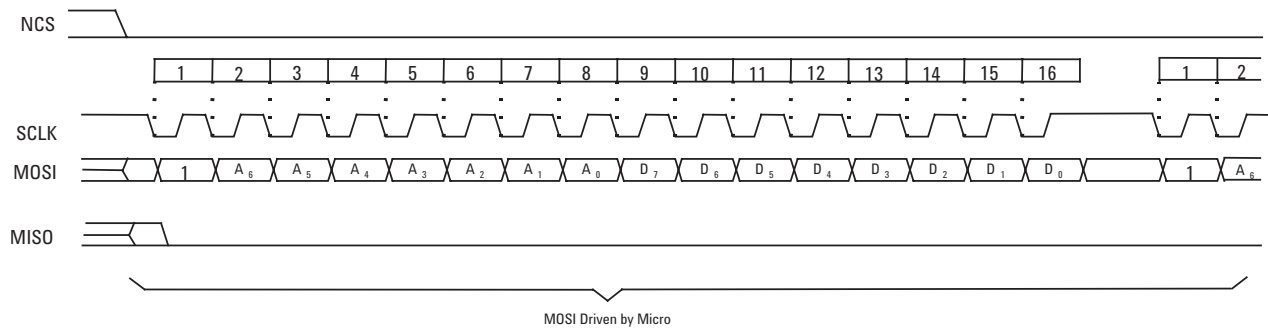 NCS
1 2 3 4 5 6 7 8 9 10 11 12 13 14 15 16 1 2
SCLK
MOSI 1 A6 A5 A4 A3 A2 A1 A0 D7 D6 D5 D4 D3 D2 D1 D0 1 A6
MISO
MOSI Driven by Micro